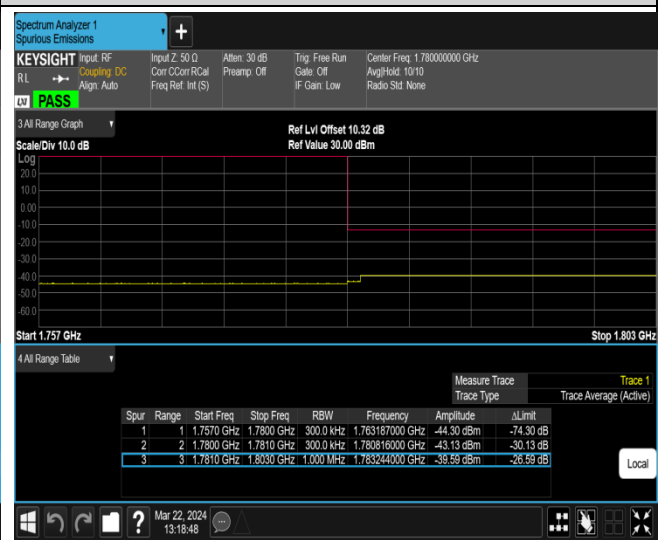 Spectrum Analyzer 1
Spurious Emissions
+
KEYSIGHT Input: RF Input Z: 50 Ω Atten: 30 dB Trig: Free Run Center Freq: 1.780000000 GHz
RL Coupling: DC Corr CCorr RCal Preamp: Off Gate: Off Avg|Hold: 10/10
Align: Auto Freq Ref: Int (S) IF Gain: Low Radio Std: None
LXI PASS
3 All Range Graph
Ref Lvl Offset 10.32 dB
Scale/Div 10.0 dB Ref Value 30.00 dBm
Log
20.0
10.0
0.00
-10.0
-20.0
-30.0
-40.0
-50.0
-60.0
Start 1.757 GHz Stop 1.803 GHz
4 All Range Table
Measure Trace Trace 1
Trace Type Trace Average (Active)
Spur Range Start Freq Stop Freq RBW Frequency Amplitude ΔLimit
1 1 1.7570 GHz 1.7800 GHz 300.0 kHz 1.763187000 GHz -44.30 dBm -74.30 dB
2 2 1.7800 GHz 1.7810 GHz 300.0 kHz 1.780816000 GHz -43.13 dBm -30.13 dB
3 3 1.7810 GHz 1.8030 GHz 1.000 MHz 1.783244000 GHz -39.59 dBm -26.59 dB
Local
? Mar 22, 2024
13:18:48